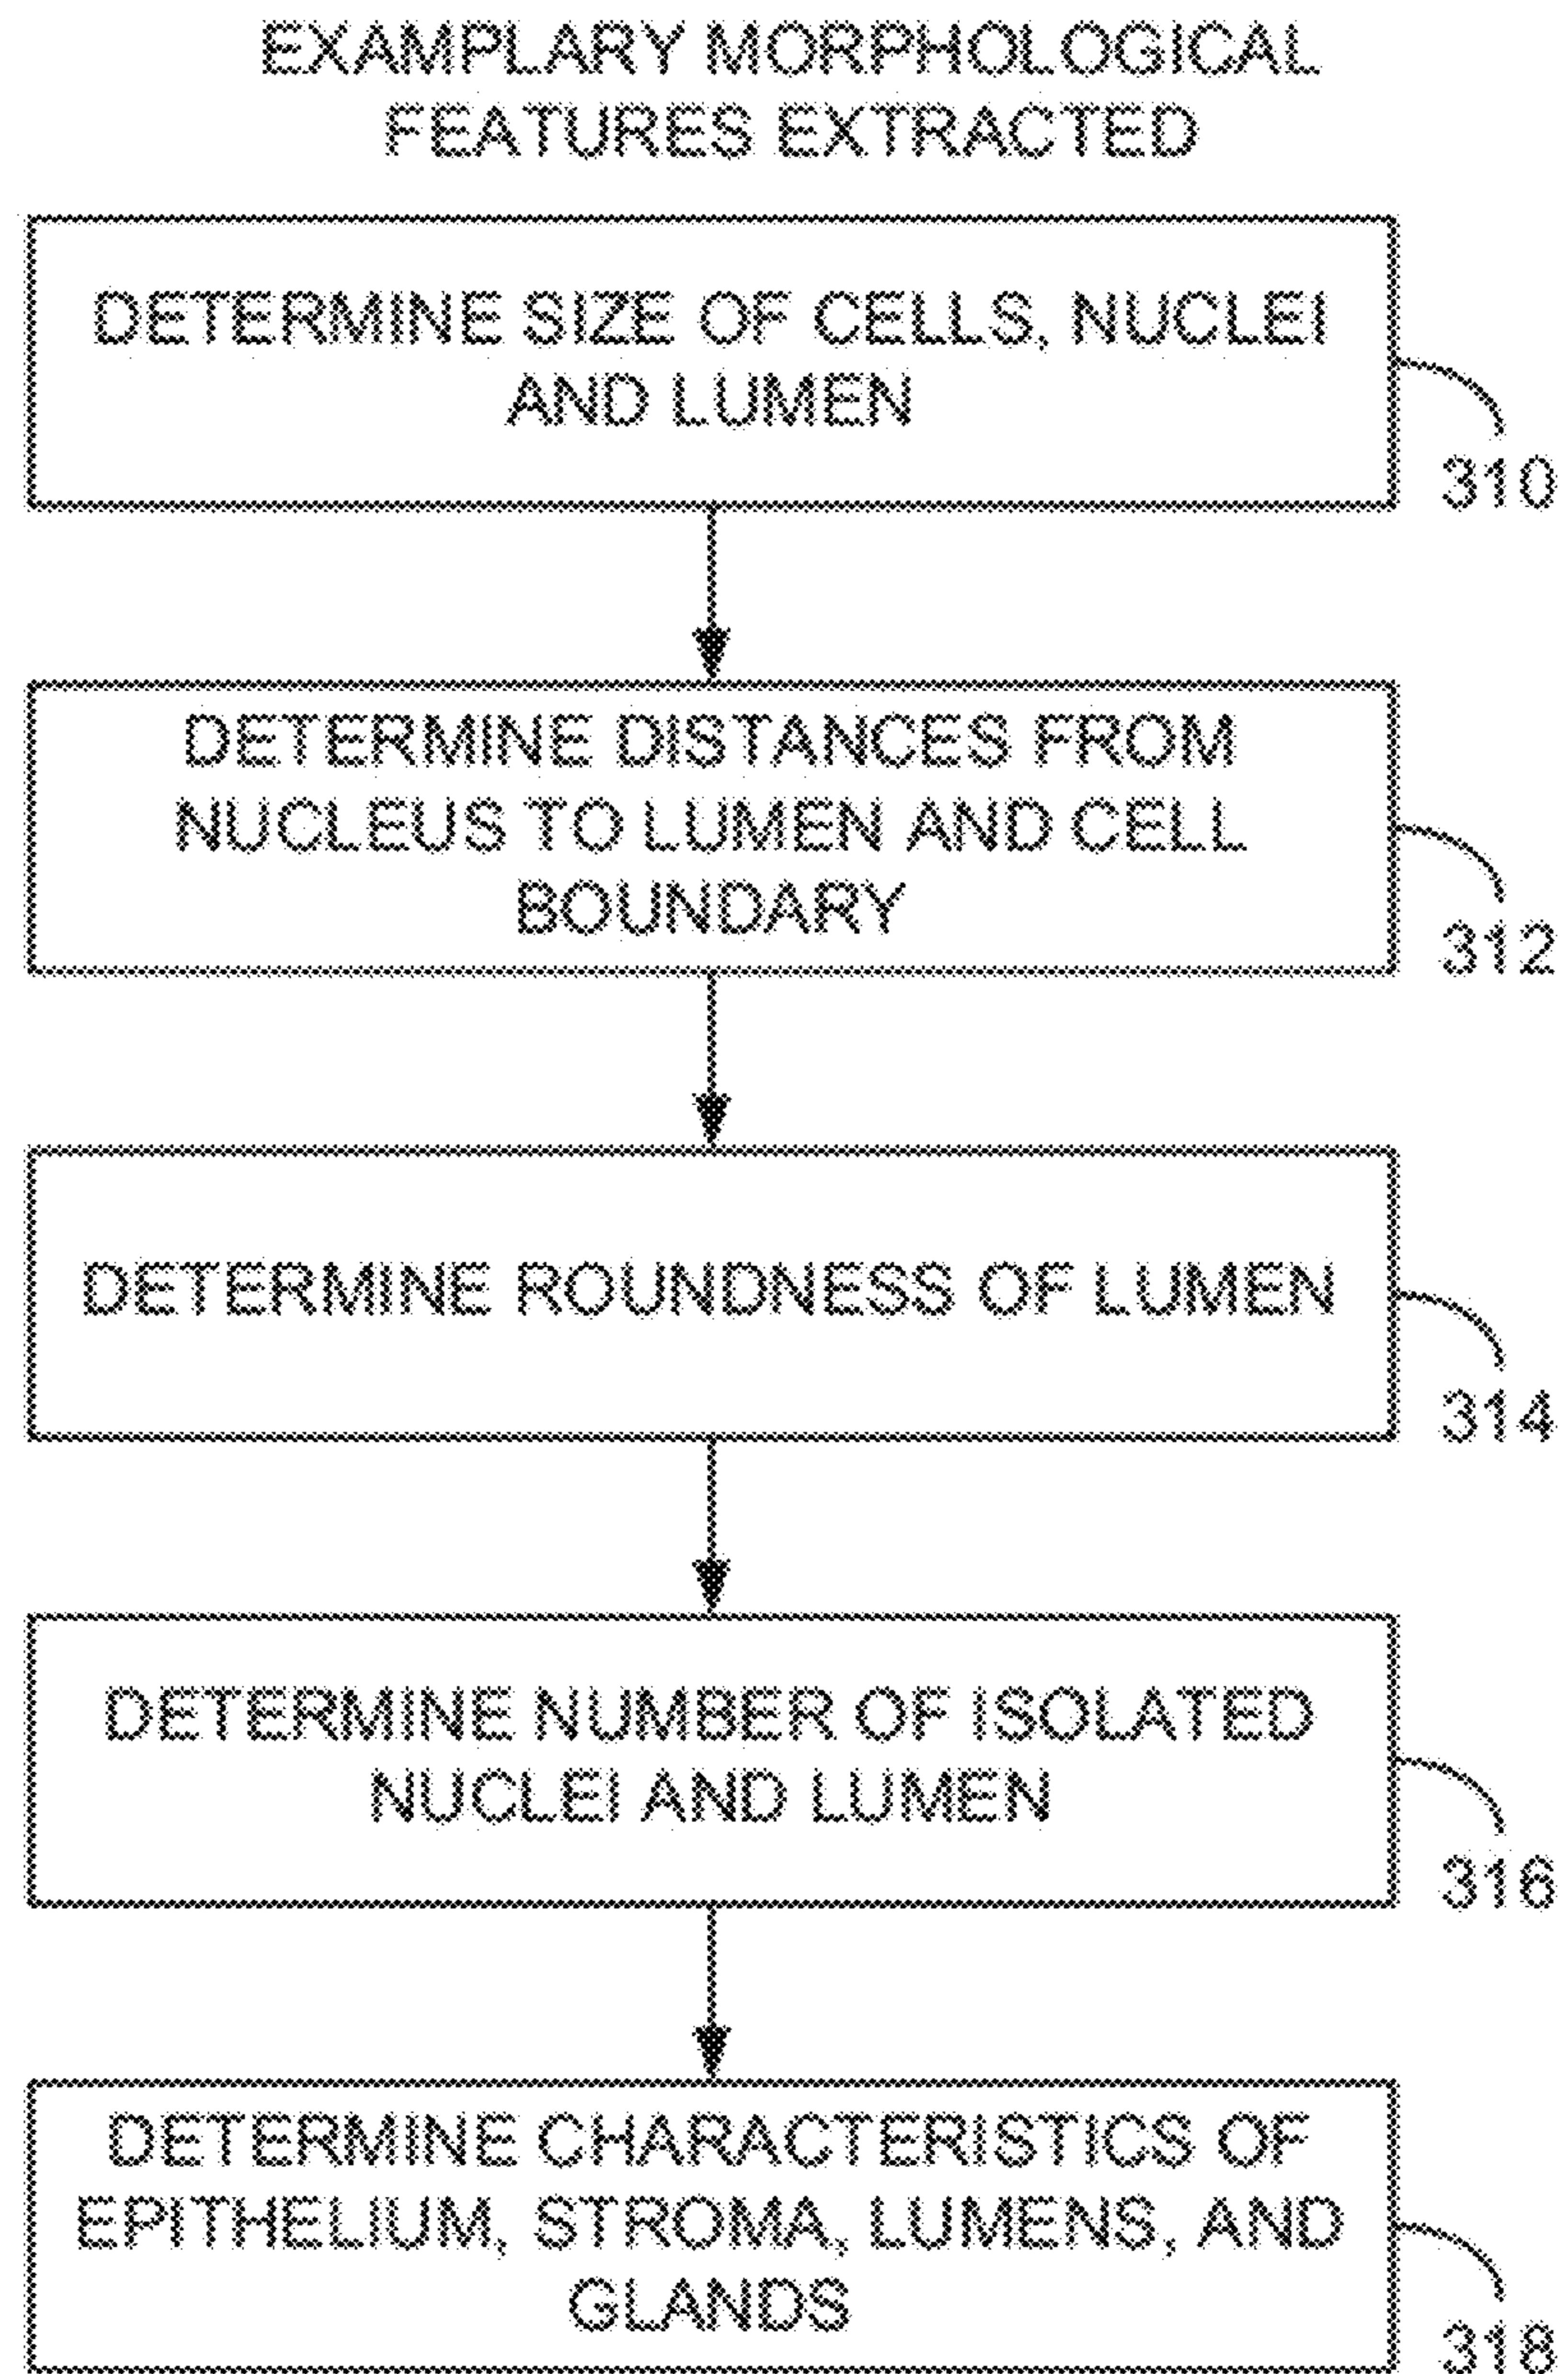 EXAMPLARY MORPHOLOGICAL
FEATURES EXTRACTED
DETERMINE SIZE OF CELLS, NUCLEI
AND LUMEN
310
DETERMINE DISTANCES FROM
NUCLEUS TO LUMEN AND CELL
BOUNDARY
312
DETERMINE ROUNDNESS OF LUMEN
314
DETERMINE NUMBER OF ISOLATED
NUCLEI AND LUMEN
316
DETERMINE CHARACTERISTICS OF
EPITHELIUM, STROMA, LUMENS, AND
GLANDS
318